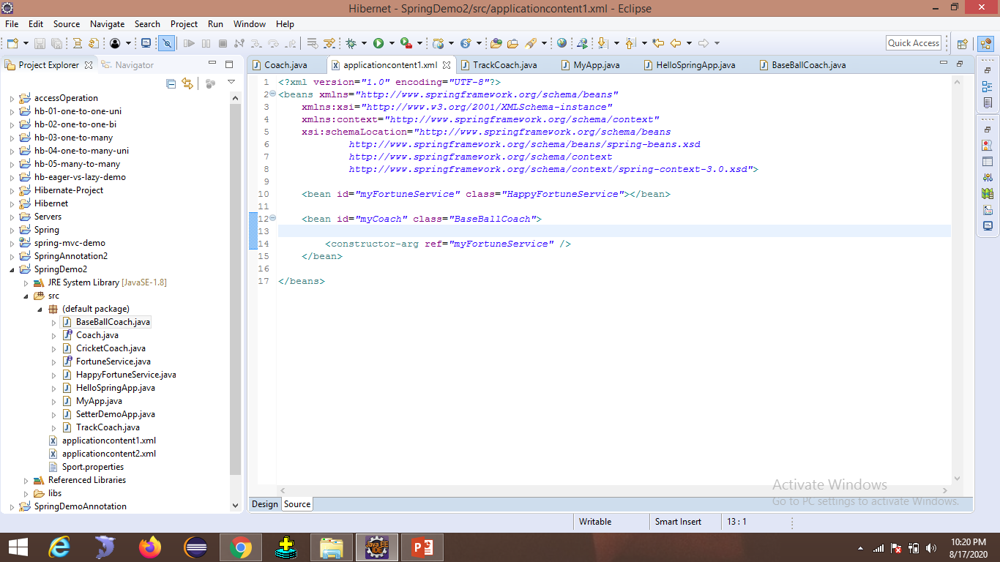 Hibernet - SpringDemo2/src/applicationcontent1.xml - Eclipse
File Edit Source Navigate Search Project Run Window Help
Quick Access
Project Explorer Navigator
accessOperation
hb-01-one-to-one-uni
hb-02-one-to-one-bi
hb-03-one-to-many
hb-04-one-to-many-uni
hb-05-many-to-many
hb-eager-vs-lazy-demo
Hibernate-Project
Hibernet
Servers
Spring
spring-mvc-demo
SpringAnnotation2
SpringDemo2
JRE System Library [JavaSE-1.8]
src
(default package)
BaseBallCoach.java
Coach.java
CricketCoach.java
FortuneService.java
HappyFortuneService.java
HelloSpringApp.java
MyApp.java
SetterDemoApp.java
TrackCoach.java
applicationcontent1.xml
applicationcontent2.xml
Sport.properties
Referenced Libraries
libs
SpringDemoAnnotation
Coach.java applicationcontent1.xml TrackCoach.java MyApp.java HelloSpringApp.java BaseBallCoach.java
1 <?xml version="1.0" encoding="UTF-8"?>
2 <beans xmlns="http://www.springframework.org/schema/beans"
3 xmlns:xsi="http://www.w3.org/2001/XMLSchema-instance"
4 xmlns:context="http://www.springframework.org/schema/context"
5 xsi:schemaLocation="http://www.springframework.org/schema/beans
6 http://www.springframework.org/schema/beans/spring-beans.xsd
7 http://www.springframework.org/schema/context
8 http://www.springframework.org/schema/context/spring-context-3.0.xsd">
9
10 <bean id="myFortuneService" class="HappyFortuneService"></bean>
11
12 <bean id="myCoach" class="BaseBallCoach">
13
14 <constructor-arg ref="myFortuneService" />
15 </bean>
16
17 </beans>
Activate Windows
Go to PC settings to activate Windows.
Design Source
Writable Smart Insert 13 : 1
Java EE
IDE
10:20 PM
8/17/2020